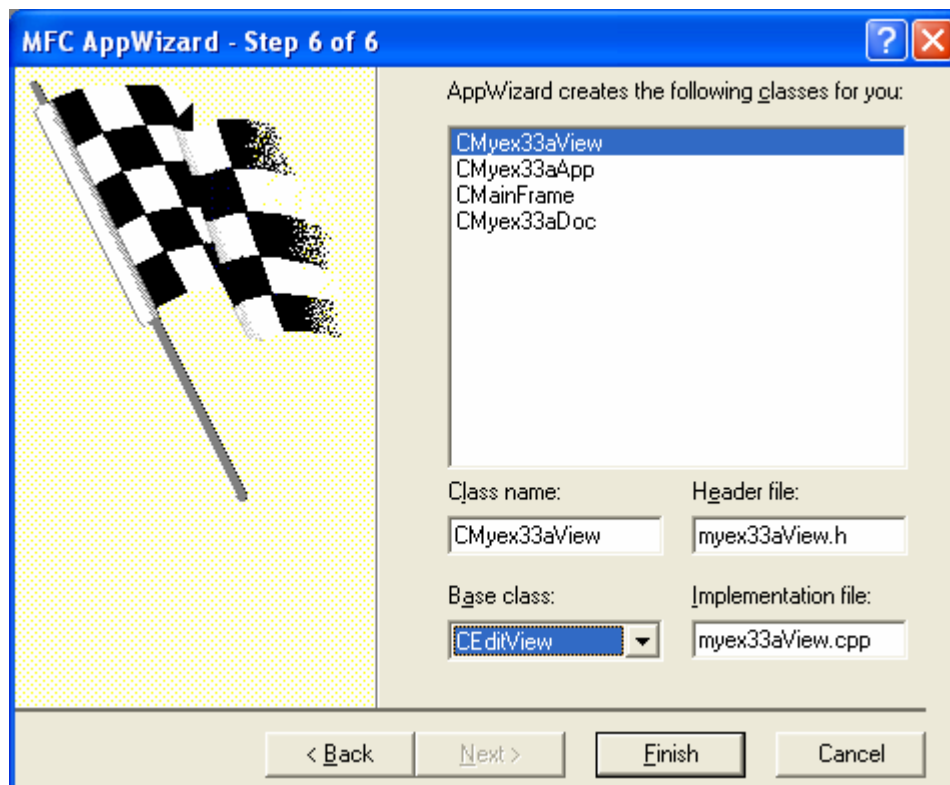 MFC AppWizard - Step 6 of 6
AppWizard creates the following classes for you:
CMyex33aView
CMyex33aApp
CMainFrame
CMyex33aDoc
Class name:
Header file:
CMyex33aView
myex33aView.h
Base class:
Implementation file:
CEditView
myex33aView.cpp
< Back
Next >
Finish
Cancel